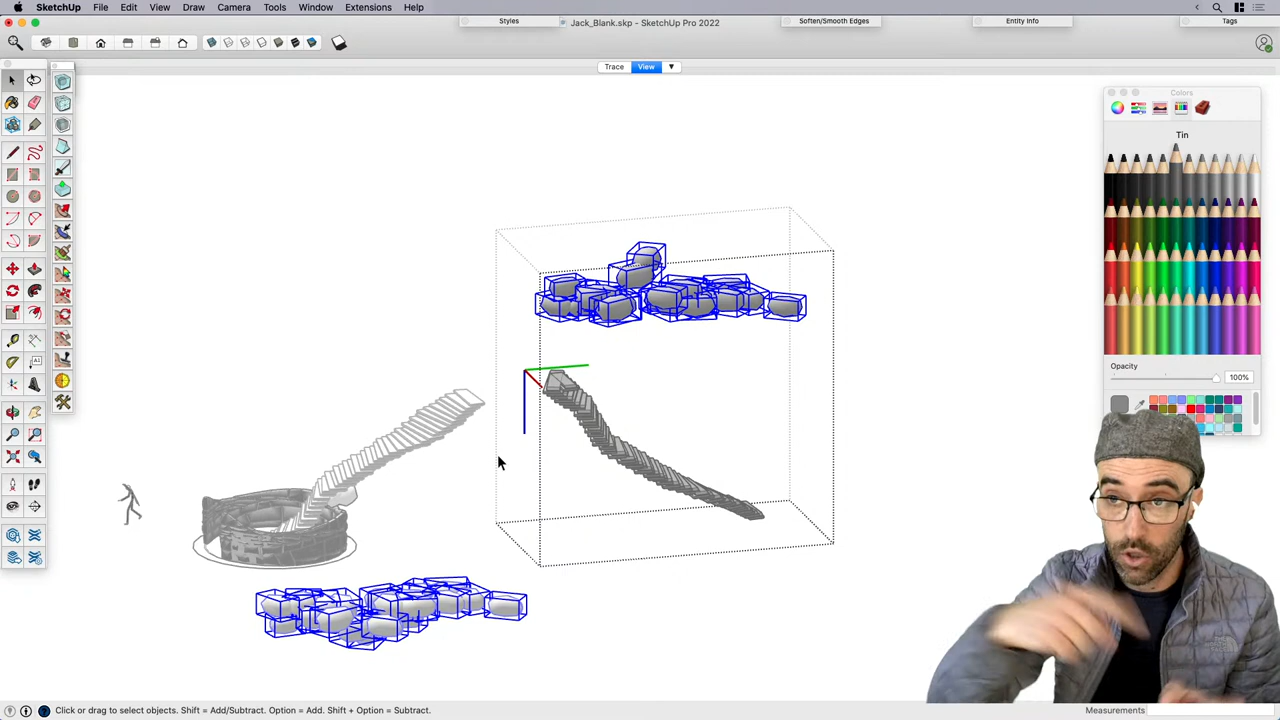 SketchUp File Edit View Draw Camera Tools Window Extensions Help
Styles
Jack_Blank.skp - SketchUp Pro 2022
Soften/Smooth Edges
Entity Info
Tags
Trace View ▼
Colors
Tin
Opacity
100%
Click or drag to select objects. Shift = Add/Subtract. Option = Add. Shift + Option = Subtract.
Measurements